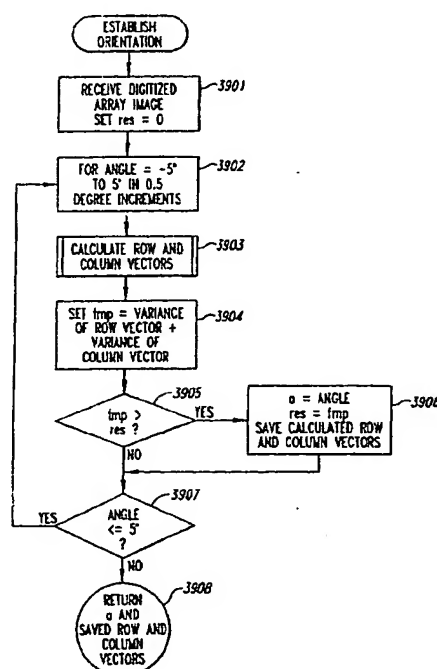 ESTABLISH
ORIENTATION
3901
RECEIVE DIGITIZED
ARRAY IMAGE
SET res = 0
3902
FOR ANGLE = -5°
TO 5° IN 0.5
DEGREE INCREMENTS
3903
CALCULATE ROW AND
COLUMN VECTORS
3904
SET tmp = VARIANCE
OF ROW VECTOR +
VARIANCE OF
COLUMN VECTOR
3905
tmp >
res ?
YES
NO
3906
a = ANGLE
res = tmp
SAVE CALCULATED ROW
AND COLUMN VECTORS
3907
YES
ANGLE
<= 5°
?
NO
3908
RETURN
a AND
SAVED ROW AND
COLUMN
VECTORS